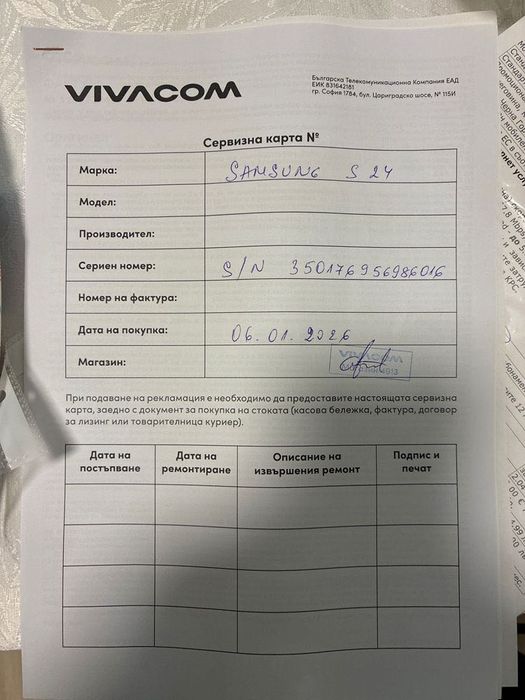 VIVACOM
Българска Телекомуникационна Компания ЕАД
ЕИК 831642181
гр. София 1784, бул. Цариградско шосе, № 115И
Сервизна карта №
Марка: SAMSUNG S 24
Модел:
Производител:
Сериен номер: S/N 350176956986016
Номер на фактура:
Дата на покупка: 06.01.2026
Магазин: VIVACOM
При подаване на рекламация е необходимо да предоставите настоящата сервизна
карта, заедно с документ за покупка на стоката (касова бележка, фактура, договор
за лизинг или товарителница куриер).
Дата на постъпване
Дата на ремонтиране
Описание на извършения ремонт
Подпис и печат